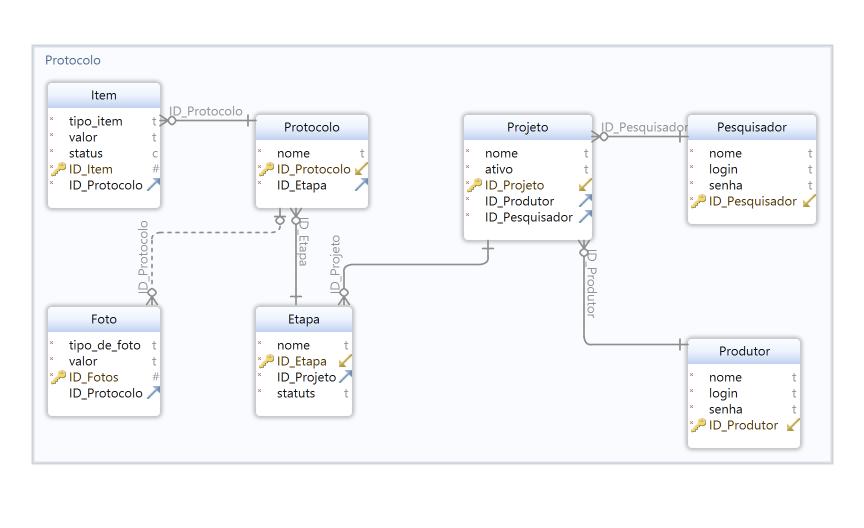 Protocolo
Item
tipo_item t
valor t
status c
ID_Item #
ID_Protocolo
ID_Protocolo
Protocolo
nome t
ID_Protocolo
ID_Etapa
Projeto
nome t
ativo t
ID_Projeto
ID_Produtor
ID_Pesquisador
ID_Pesquisador
Pesquisador
nome t
login t
senha t
ID_Pesquisador
ID_Protocolo
ID_Etapa
ID_Projeto
ID_Produtor
Foto
tipo_de_foto t
valor t
ID_Fotos #
ID_Protocolo
Etapa
nome t
ID_Etapa
ID_Projeto
statuts t
Produtor
nome t
login t
senha t
ID_Produtor